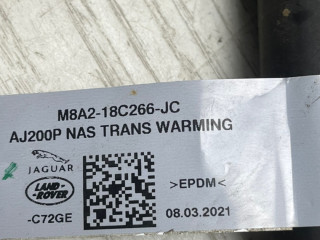 M8A2-18C266-JC
AJ200P NAS TRANS WARMING
JAGUAR
LAND-
ROVER
>EPDM<
-C72GE
08.03.2021